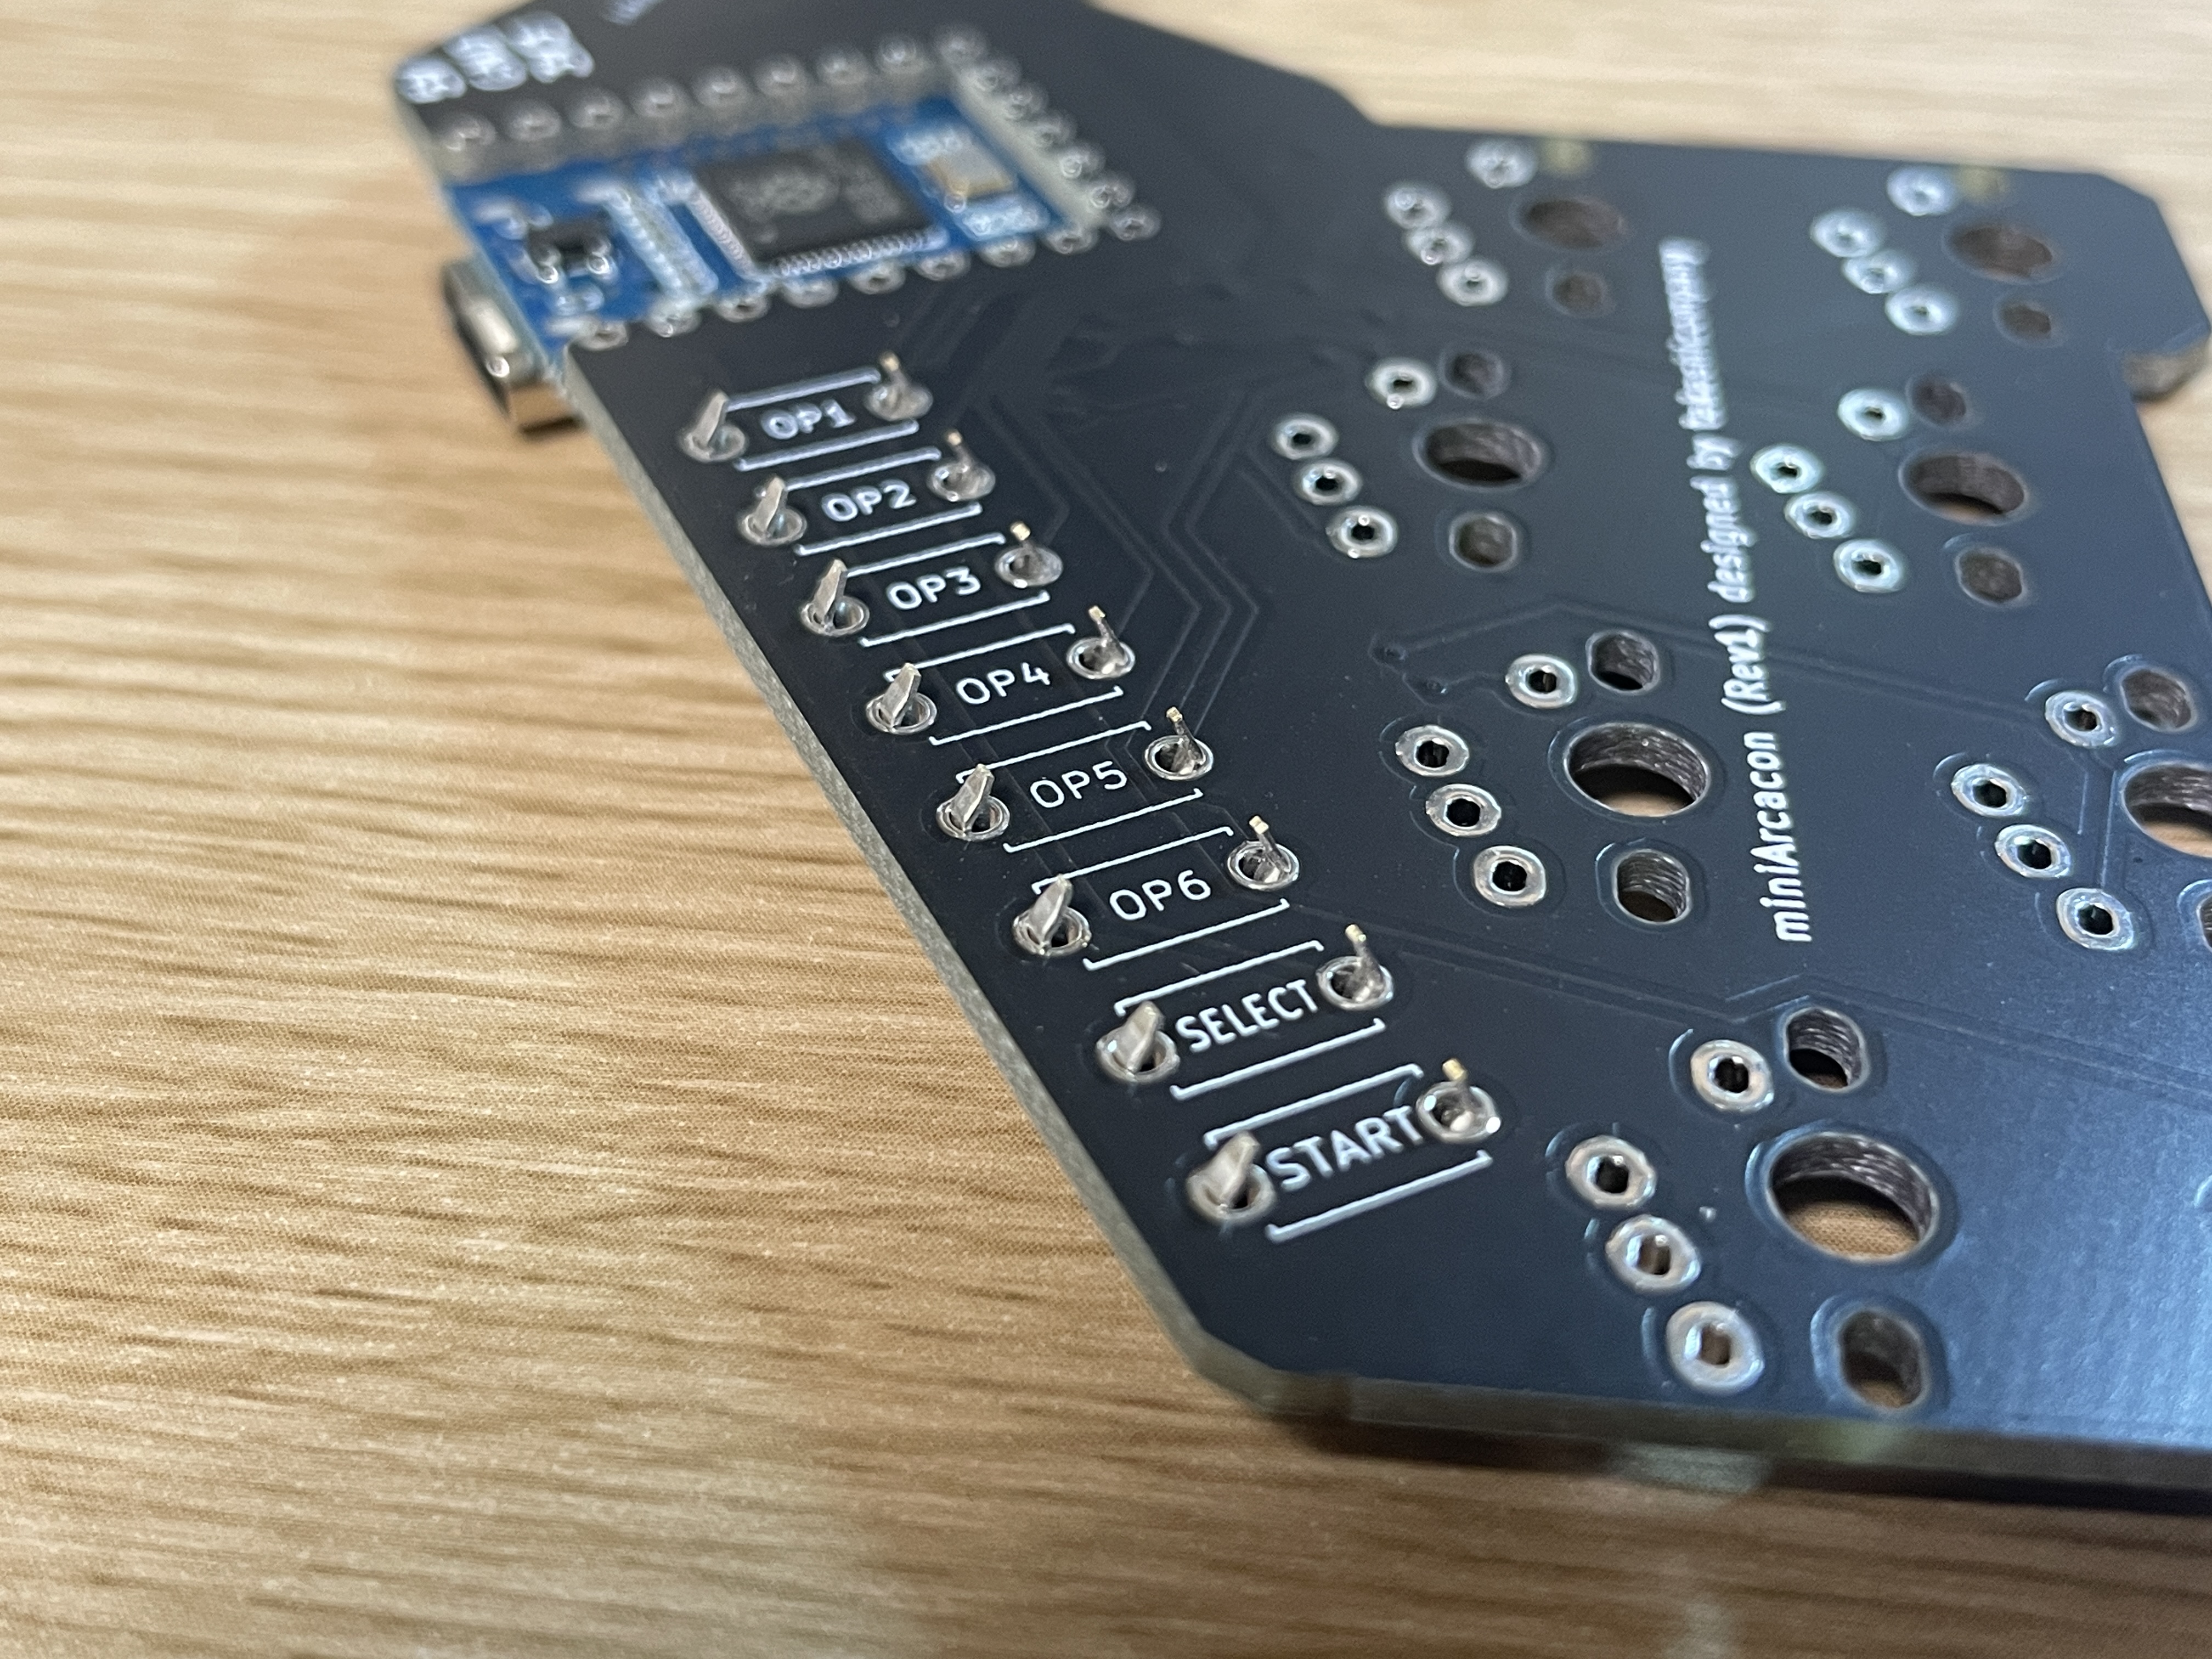 OP1
OP2
OP3
OP4
OP5
OP6
SELECT
START
miniArcacon (Rev1) designed by